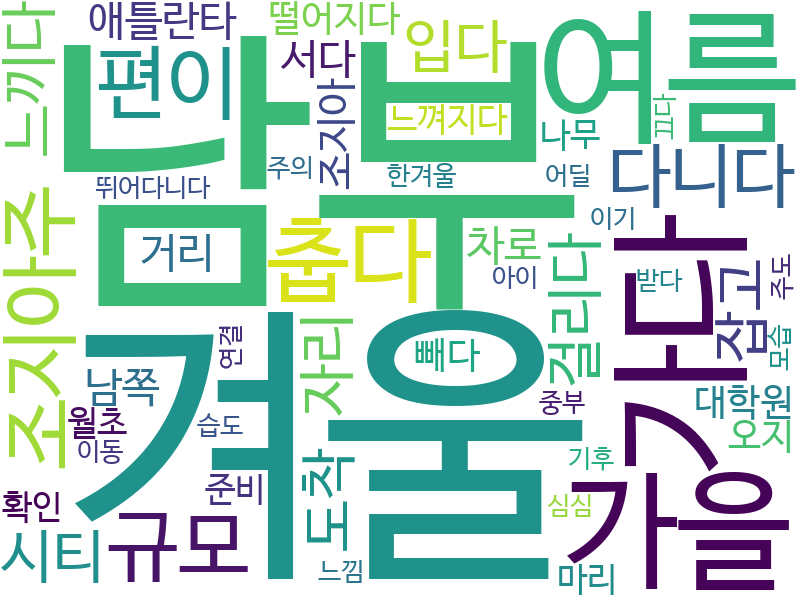 애틀란타
떨어지다
느끼다
편이
서다
입다
여름
남부
조지아
느껴지다
끄다
나무
주의
한겨울
어딜
다니다
뛰어다니다
이기
조지아주
거리
춥다
차로
아이
걸리다
받다
잡고
주도
가다
겨울
자리
연결
빼다
모습
남쪽
월초
습도
이동
중부
대학원
오지
도착
가을
기후
준비
확인
규모
심심
시티
느낌
마리